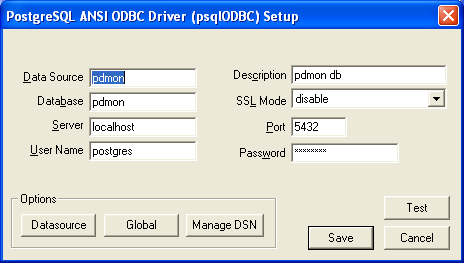 PostgreSQL ANSI ODBC Driver (psqlODBC) Setup
Data Source pdmon
Description pdmon db
Database pdmon
SSL Mode disable
Server localhost
Port 5432
User Name postgres
Password ********
Options
Datasource Global Manage DSN
Test
Save Cancel